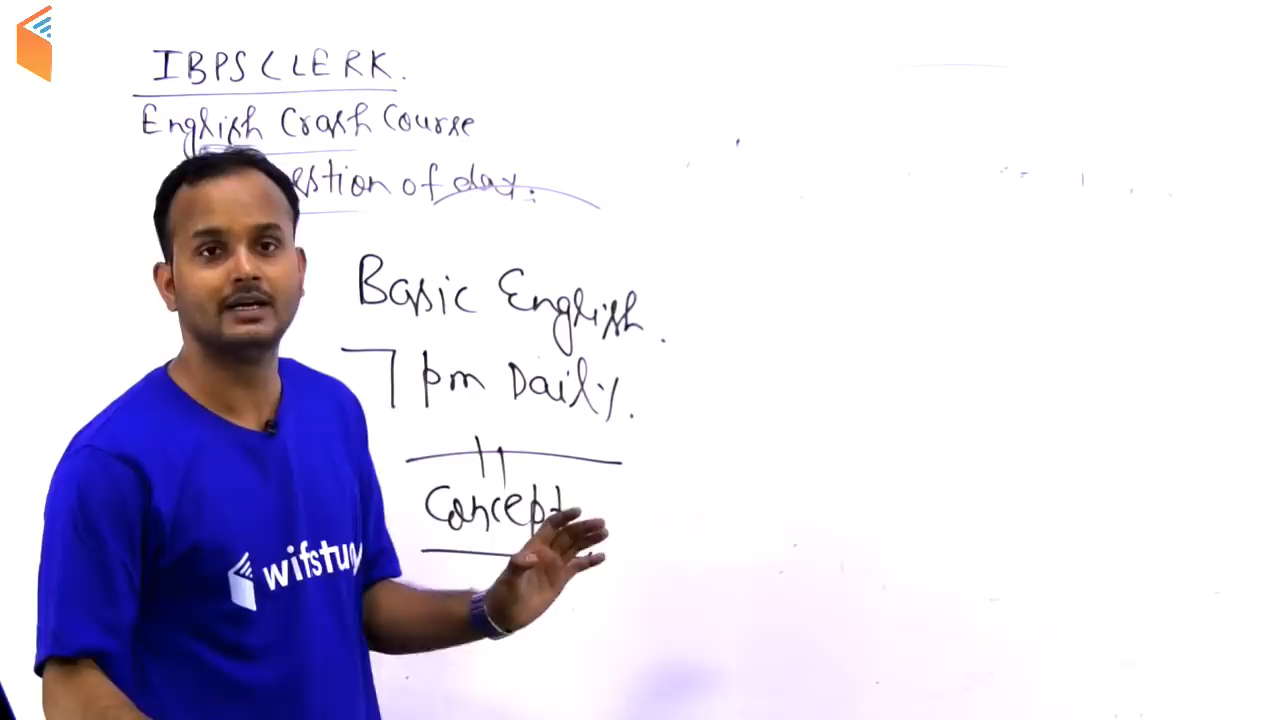 IBPS CLERK.
English Crash Course
estion of day.
Basic English.
7 pm Daily.
Concept
wifstu